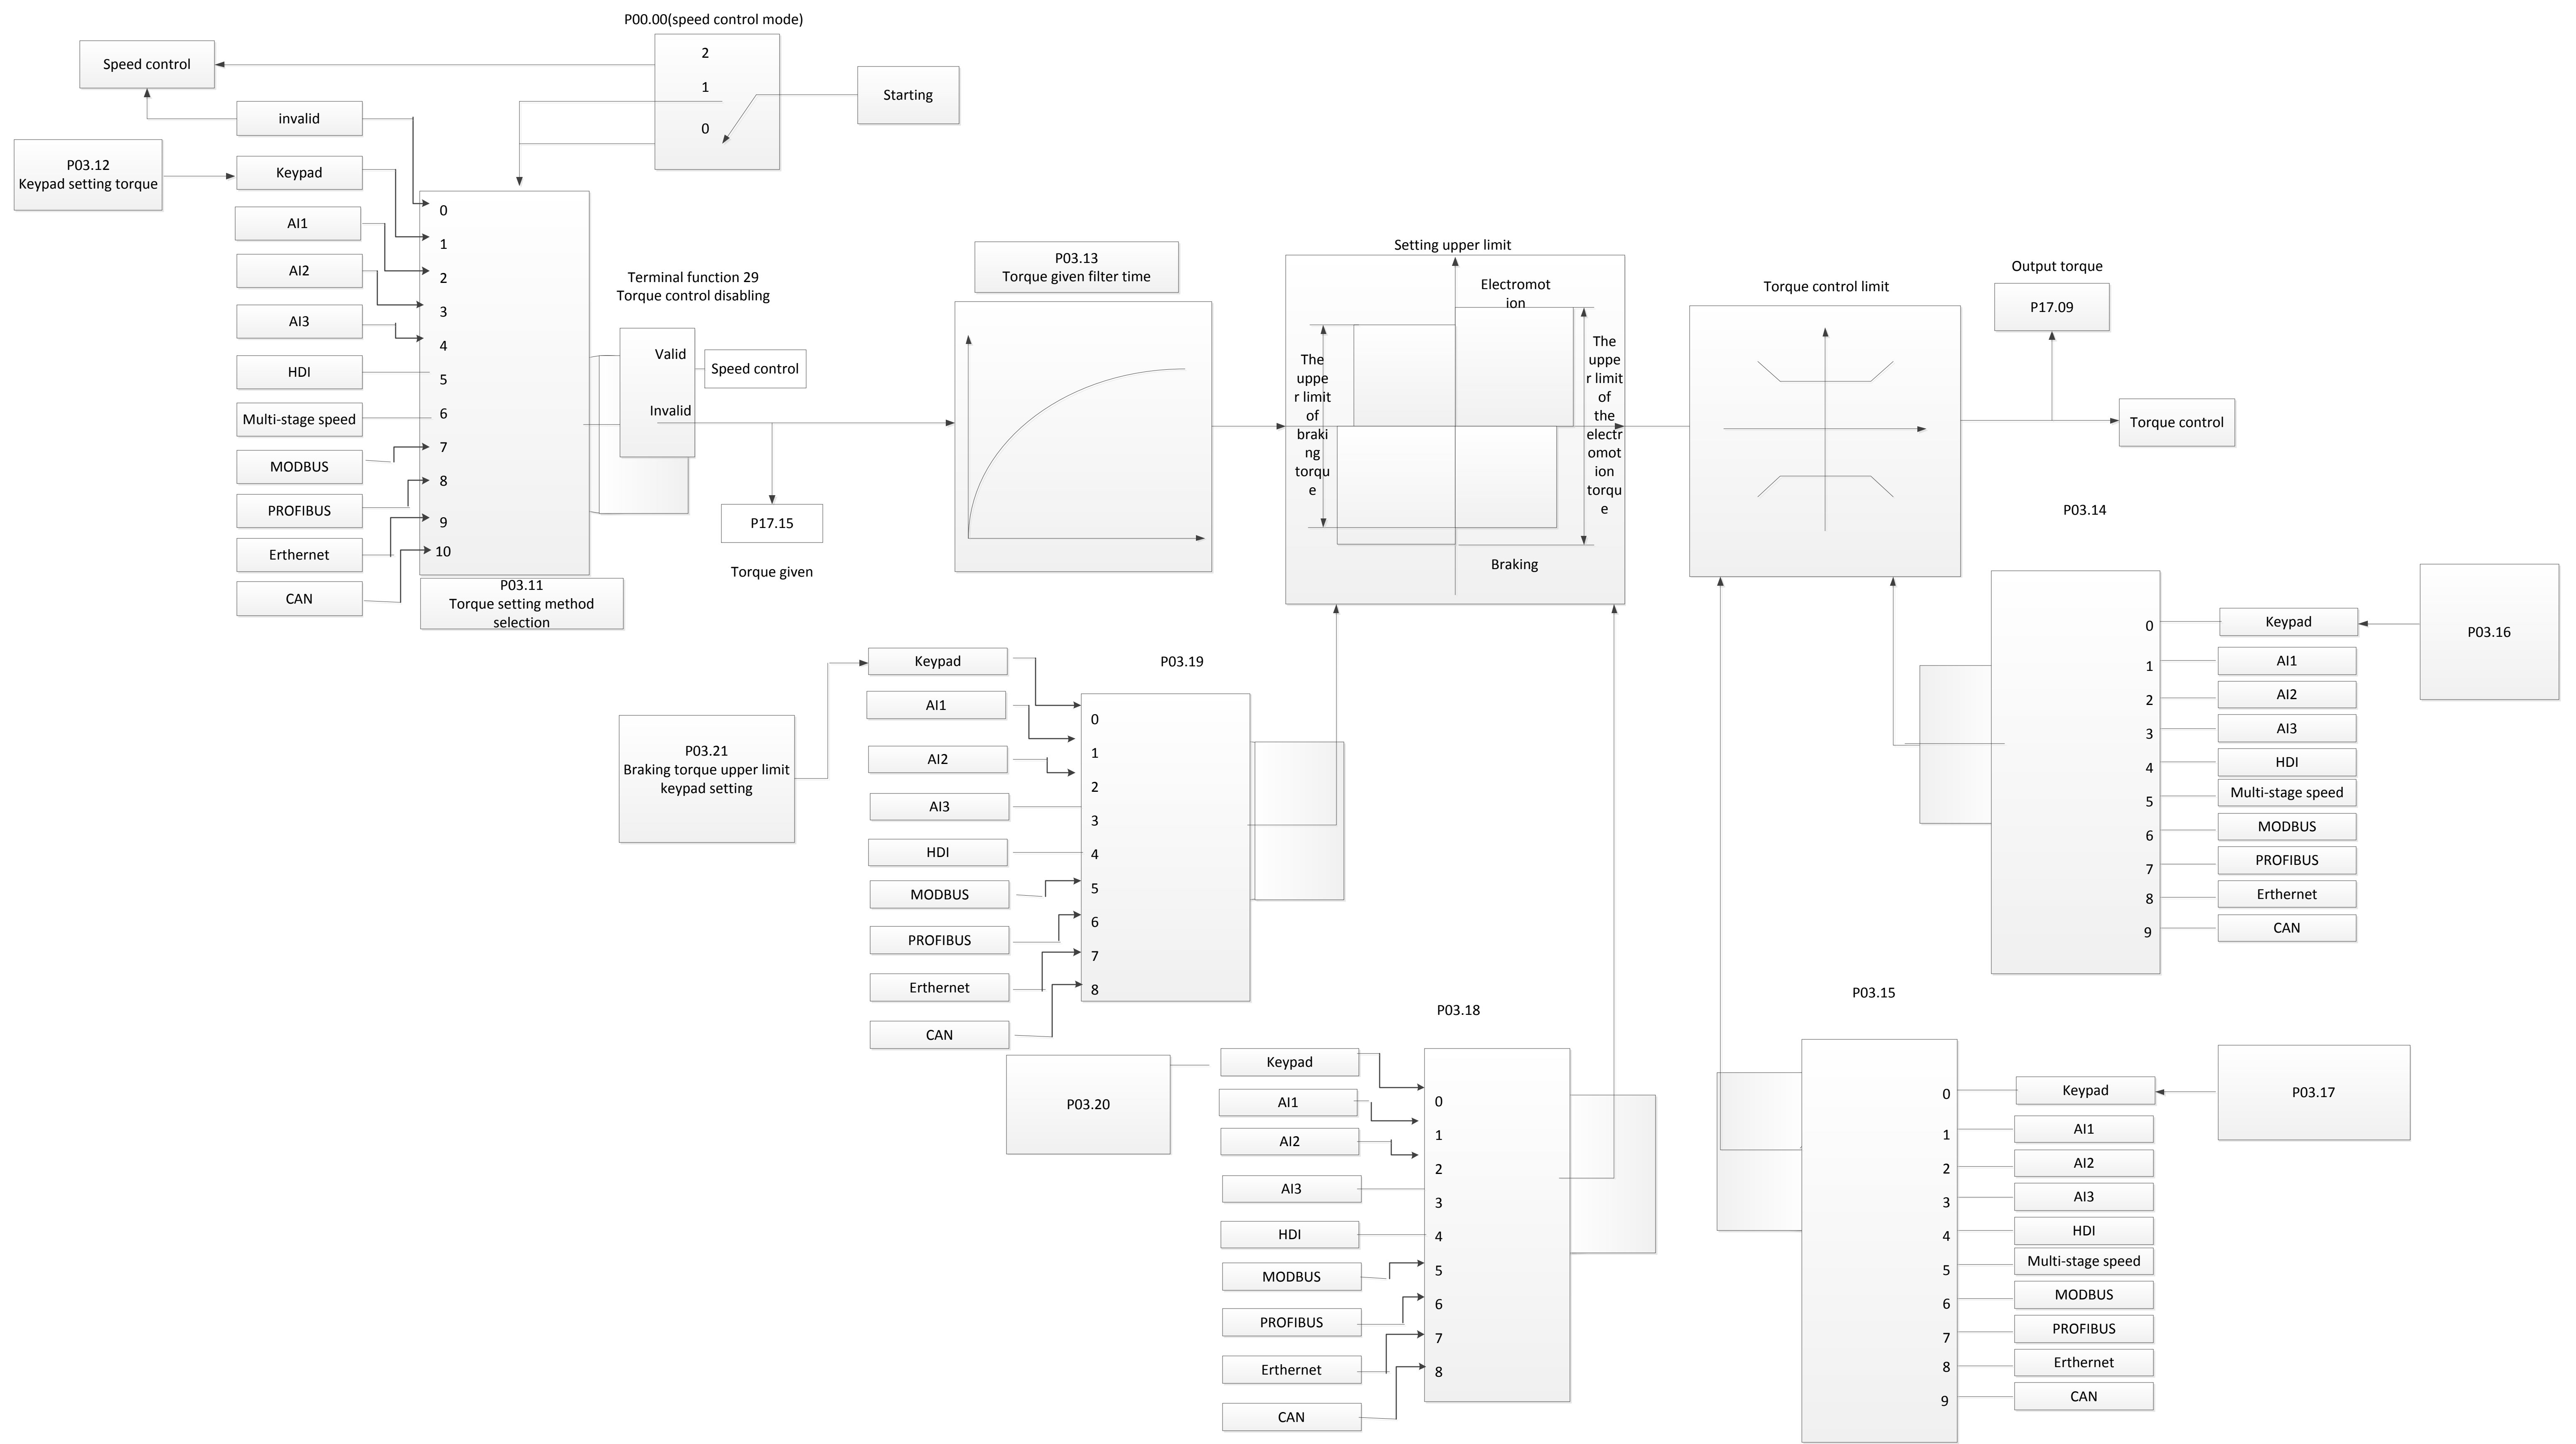 P00.00(speed control mode)
2
1
0
Speed control
Starting
invalid
P03.12
Keypad setting torque
Keypad
AI1
AI2
AI3
HDI
Multi-stage speed
MODBUS
PROFIBUS
Erthernet
CAN
0
1
2
3
4
5
6
7
8
9
10
P03.11
Torque setting method
selection
Terminal function 29
Torque control disabling
Valid
Invalid
Speed control
P17.15
Torque given
P03.13
Torque given filter time
Setting upper limit
Electromot
ion
The
uppe
r limit
of
braki
ng
torqu
e
The
uppe
r limit
of
the
electr
omot
ion
torqu
e
Braking
Torque control limit
Output torque
P17.09
Torque control
P03.21
Braking torque upper limit
keypad setting
P03.19
Keypad
AI1
AI2
AI3
HDI
MODBUS
PROFIBUS
Erthernet
CAN
0
1
2
3
4
5
6
7
8
P03.18
P03.20
Keypad
AI1
AI2
AI3
HDI
MODBUS
PROFIBUS
Erthernet
CAN
0
1
2
3
4
5
6
7
8
P03.14
0
1
2
3
4
5
6
7
8
9
Keypad
AI1
AI2
AI3
HDI
Multi-stage speed
MODBUS
PROFIBUS
Erthernet
CAN
P03.16
P03.15
0
1
2
3
4
5
6
7
8
9
Keypad
AI1
AI2
AI3
HDI
Multi-stage speed
MODBUS
PROFIBUS
Erthernet
CAN
P03.17